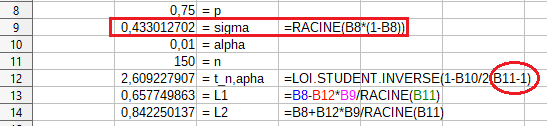 8 0,75 = p
9 0,433012702 = sigma =RACINE(B8*(1-B8))
10 0,01 = alpha
11 150 = n
12 2,609227907 = t_n,apha =LOI.STUDENT.INVERSE(1-B10/2(B11-1)
13 0,657749863 = L1 =B8-B12*B9/RACINE(B11)
14 0,842250137 = L2 =B8+B12*B9/RACINE(B11)